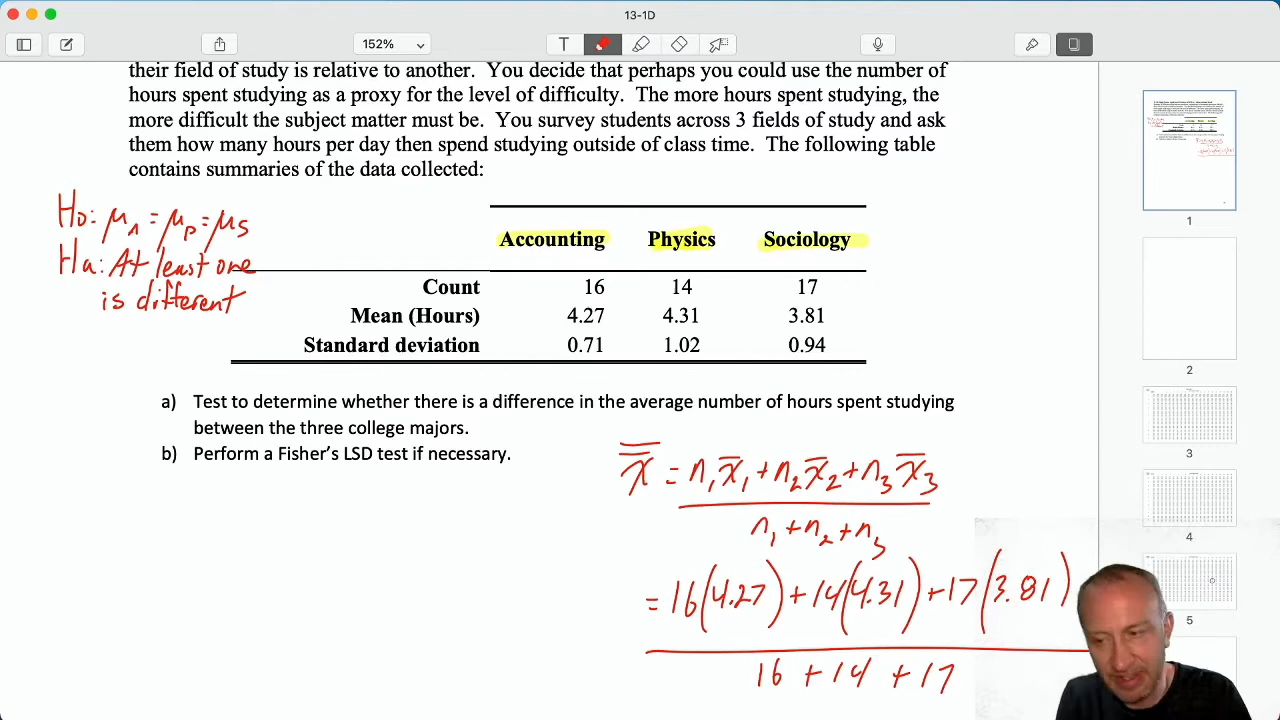 13-1D
152%
T
their field of study is relative to another. You decide that perhaps you could use the number of
hours spent studying as a proxy for the level of difficulty. The more hours spent studying, the
more difficult the subject matter must be. You survey students across 3 fields of study and ask
them how many hours per day then spend studying outside of class time. The following table
contains summaries of the data collected:
Ho: μA = μp = μs
Ha: At least one
is different
Accounting Physics Sociology
Count 16 14 17
Mean (Hours) 4.27 4.31 3.81
Standard deviation 0.71 1.02 0.94
a) Test to determine whether there is a difference in the average number of hours spent studying
between the three college majors.
b) Perform a Fisher's LSD test if necessary.
x̿ = n₁x̄₁ + n₂x̄₂ + n₃x̄₃
n₁ + n₂ + n₃
= 16(4.27) + 14(4.31) + 17(3.81)
16 + 14 + 17
1
2
3
4
5